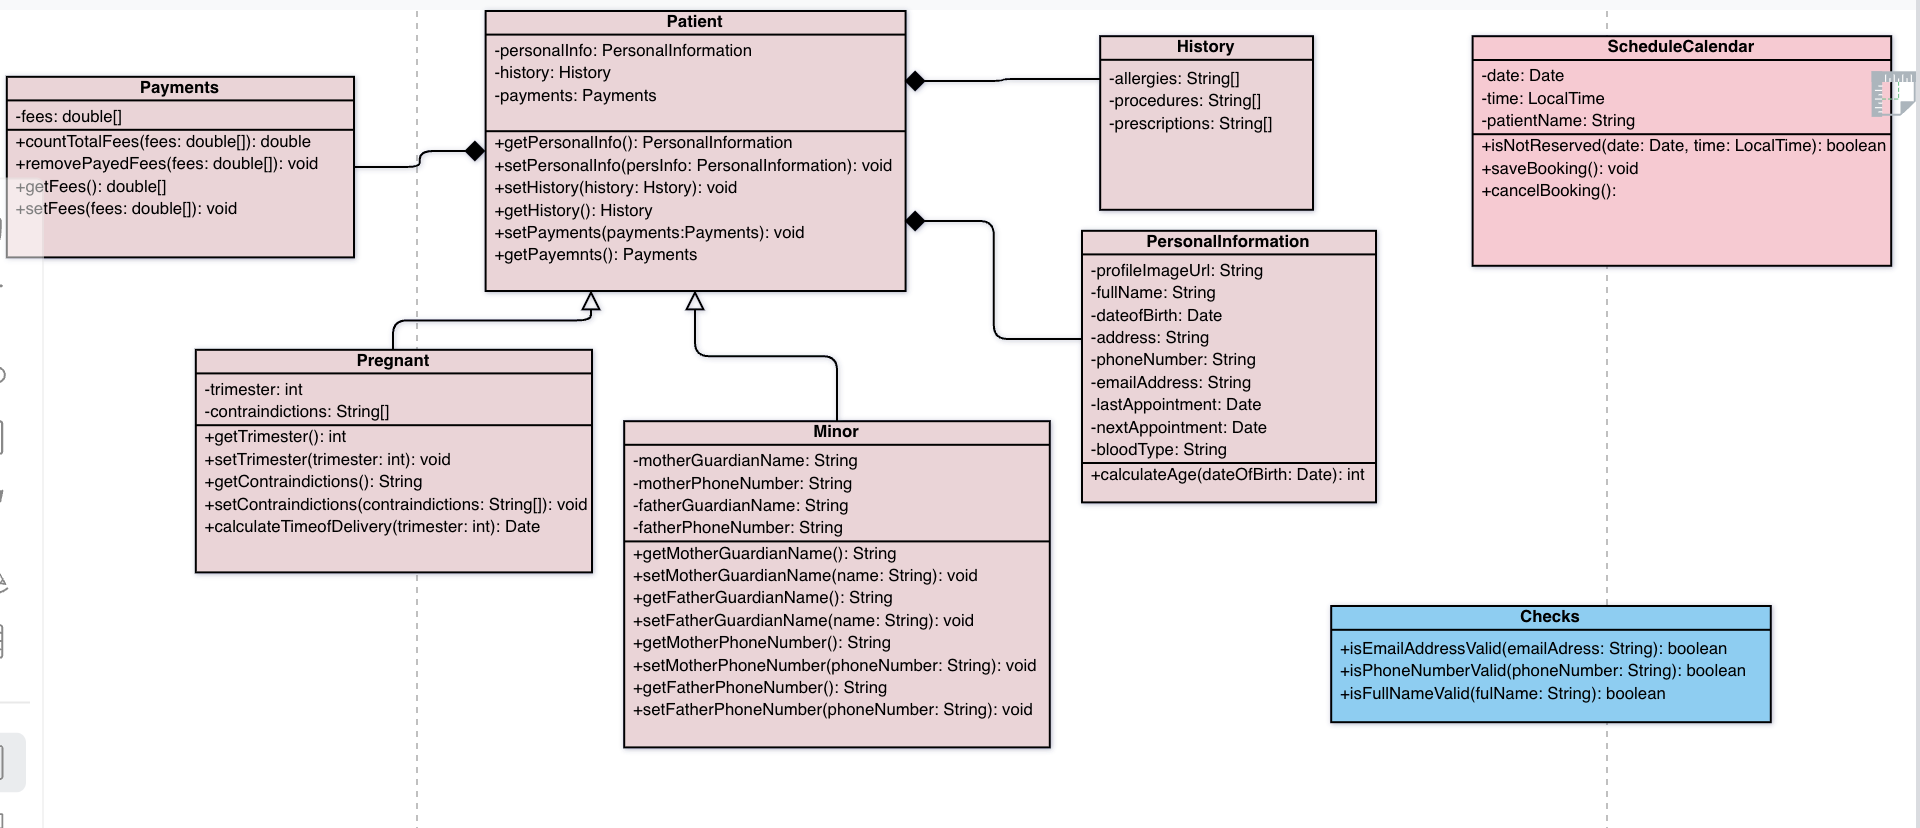 Patient
-personalInfo: PersonalInformation
-history: History
-payments: Payments
+getPersonalInfo(): PersonalInformation
+setPersonalInfo(persInfo: PersonalInformation): void
+setHistory(history: Hstory): void
+getHistory(): History
+setPayments(payments:Payments): void
+getPayemnts(): Payments
Payments
-fees: double[]
+countTotalFees(fees: double[]): double
+removePayedFees(fees: double[]): void
+getFees(): double[]
+setFees(fees: double[]): void
History
-allergies: String[]
-procedures: String[]
-prescriptions: String[]
ScheduleCalendar
-date: Date
-time: LocalTime
-patientName: String
+isNotReserved(date: Date, time: LocalTime): boolean
+saveBooking(): void
+cancelBooking():
PersonalInformation
-profileImageUrl: String
-fullName: String
-dateofBirth: Date
-address: String
-phoneNumber: String
-emailAddress: String
-lastAppointment: Date
-nextAppointment: Date
-bloodType: String
+calculateAge(dateOfBirth: Date): int
Pregnant
-trimester: int
-contraindictions: String[]
+getTrimester(): int
+setTrimester(trimester: int): void
+getContraindictions(): String
+setContraindictions(contraindictions: String[]): void
+calculateTimeofDelivery(trimester: int): Date
Minor
-motherGuardianName: String
-motherPhoneNumber: String
-fatherGuardianName: String
-fatherPhoneNumber: String
+getMotherGuardianName(): String
+setMotherGuardianName(name: String): void
+getFatherGuardianName(): String
+setFatherGuardianName(name: String): void
+getMotherPhoneNumber(): String
+setMotherPhoneNumber(phoneNumber: String): void
+getFatherPhoneNumber(): String
+setFatherPhoneNumber(phoneNumber: String): void
Checks
+isEmailAddressValid(emailAdress: String): boolean
+isPhoneNumberValid(phoneNumber: String): boolean
+isFullNameValid(fulName: String): boolean